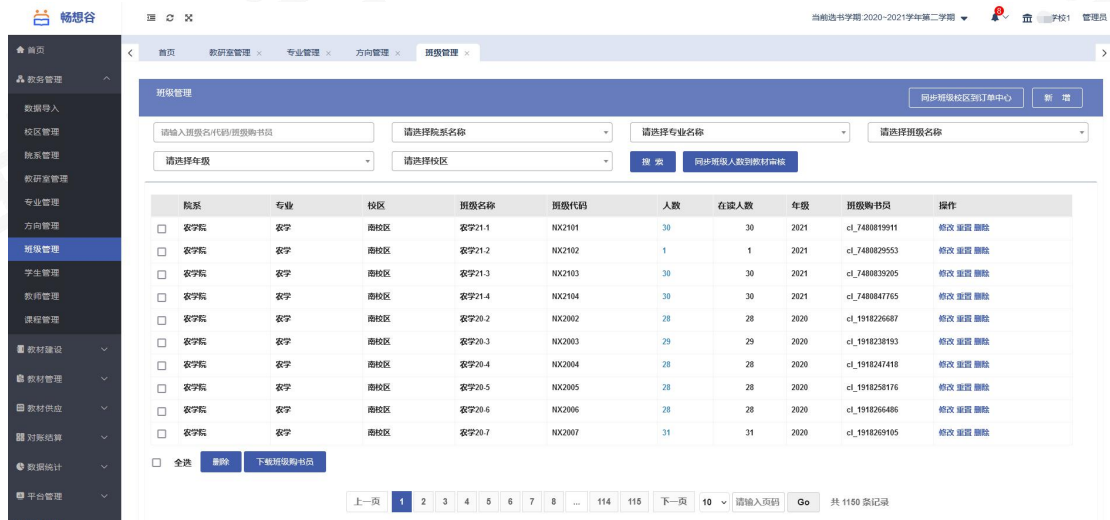 畅想谷
当前选书学期:2020~2021学年第二学期
8
学校1 管理员
首页
教务管理
数据导入
校区管理
院系管理
教研室管理
专业管理
方向管理
班级管理
学生管理
教师管理
课程管理
教材建设
教材管理
教材供应
对账结算
数据统计
平台管理
首页 教研室管理 × 专业管理 × 方向管理 × 班级管理 ×
班级管理 同步班级校区到订单中心 新 增
请输入班级名/代码/班级购书员 请选择院系名称 请选择专业名称 请选择班级名称
请选择年级 请选择校区 搜 索 同步班级人数到教材审核
院系 专业 校区 班级名称 班级代码 人数 在读人数 年级 班级购书员 操作
农学院 农学 南校区 农学21-1 NX2101 30 30 2021 cl_7480819911 修改 重置 删除
农学院 农学 南校区 农学21-2 NX2102 1 1 2021 cl_7480829553 修改 重置 删除
农学院 农学 南校区 农学21-3 NX2103 30 30 2021 cl_7480839205 修改 重置 删除
农学院 农学 南校区 农学21-4 NX2104 30 30 2021 cl_7480847765 修改 重置 删除
农学院 农学 南校区 农学20-2 NX2002 28 28 2020 cl_1918226687 修改 重置 删除
农学院 农学 南校区 农学20-3 NX2003 29 29 2020 cl_1918238193 修改 重置 删除
农学院 农学 南校区 农学20-4 NX2004 28 28 2020 cl_1918247418 修改 重置 删除
农学院 农学 南校区 农学20-5 NX2005 28 28 2020 cl_1918258176 修改 重置 删除
农学院 农学 南校区 农学20-6 NX2006 28 28 2020 cl_1918266486 修改 重置 删除
农学院 农学 南校区 农学20-7 NX2007 31 31 2020 cl_1918269105 修改 重置 删除
全选 删除 下载班级购书员
上一页 1 2 3 4 5 6 7 8 ... 114 115 下一页 10 请输入页码 Go 共 1150 条记录